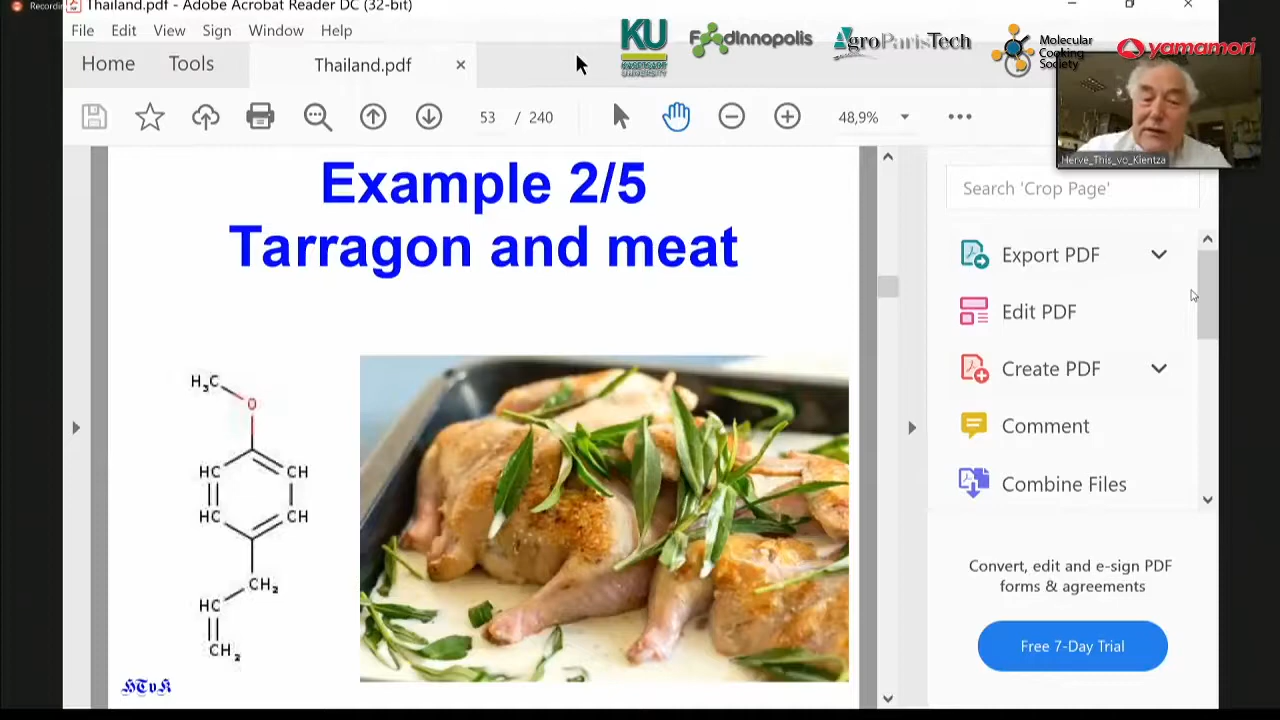 Recordin
Thailand.pdf - Adobe Acrobat Reader DC (32-bit)
File Edit View Sign Window Help
KU
KASETSART
UNIVERSITY
Foodinnopolis
AgroParisTech
Molecular
Cooking
Society
yamamori
Home Tools Thailand.pdf ×
53 / 240 48,9%
Herve_This_vo_Kientza
Example 2/5
Tarragon and meat
H3C
O
HC CH
HC CH
CH2
HC
CH2
HTvK
Search 'Crop Page'
Export PDF
Edit PDF
Create PDF
Comment
Combine Files
Convert, edit and e-sign PDF
forms & agreements
Free 7-Day Trial